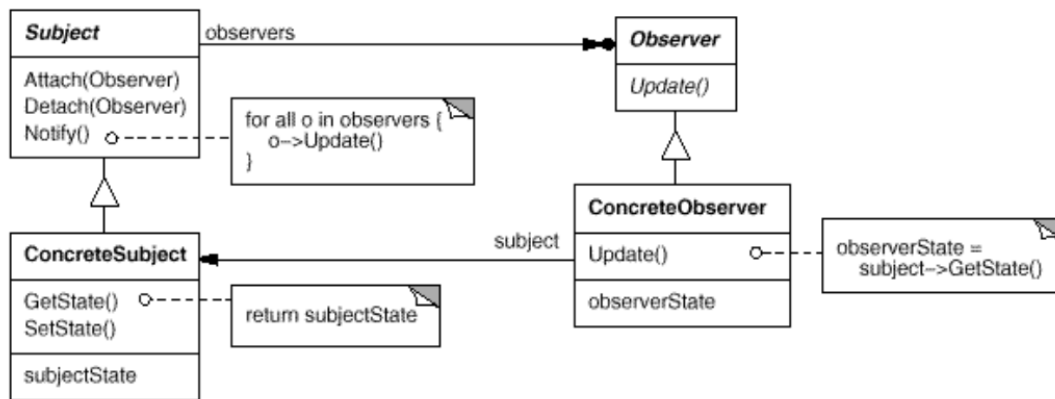 Subject
observers
Observer
Attach(Observer)
Detach(Observer)
Notify()
for all o in observers {
o->Update()
}
Update()
ConcreteObserver
Update()
observerState
subject
observerState =
subject->GetState()
ConcreteSubject
GetState()
SetState()
subjectState
return subjectState